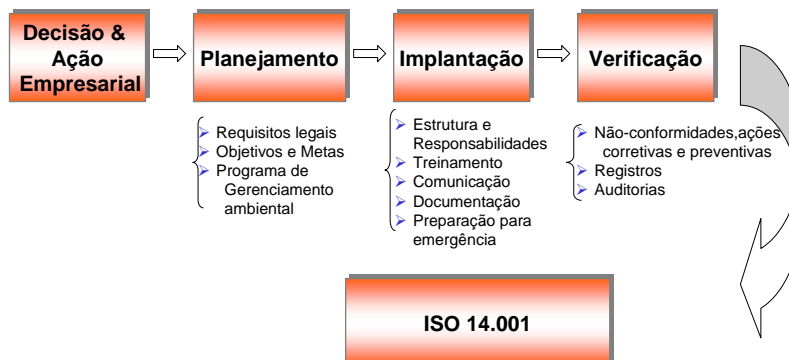 Decisão &
Ação
Empresarial
Planejamento
Implantação
Verificação
Requisitos legais
Objetivos e Metas
Programa de
Gerenciamento
ambiental
Estrutura e
Responsabilidades
Treinamento
Comunicação
Documentação
Preparação para
emergência
Não-conformidades,ações
corretivas e preventivas
Registros
Auditorias
ISO 14.001